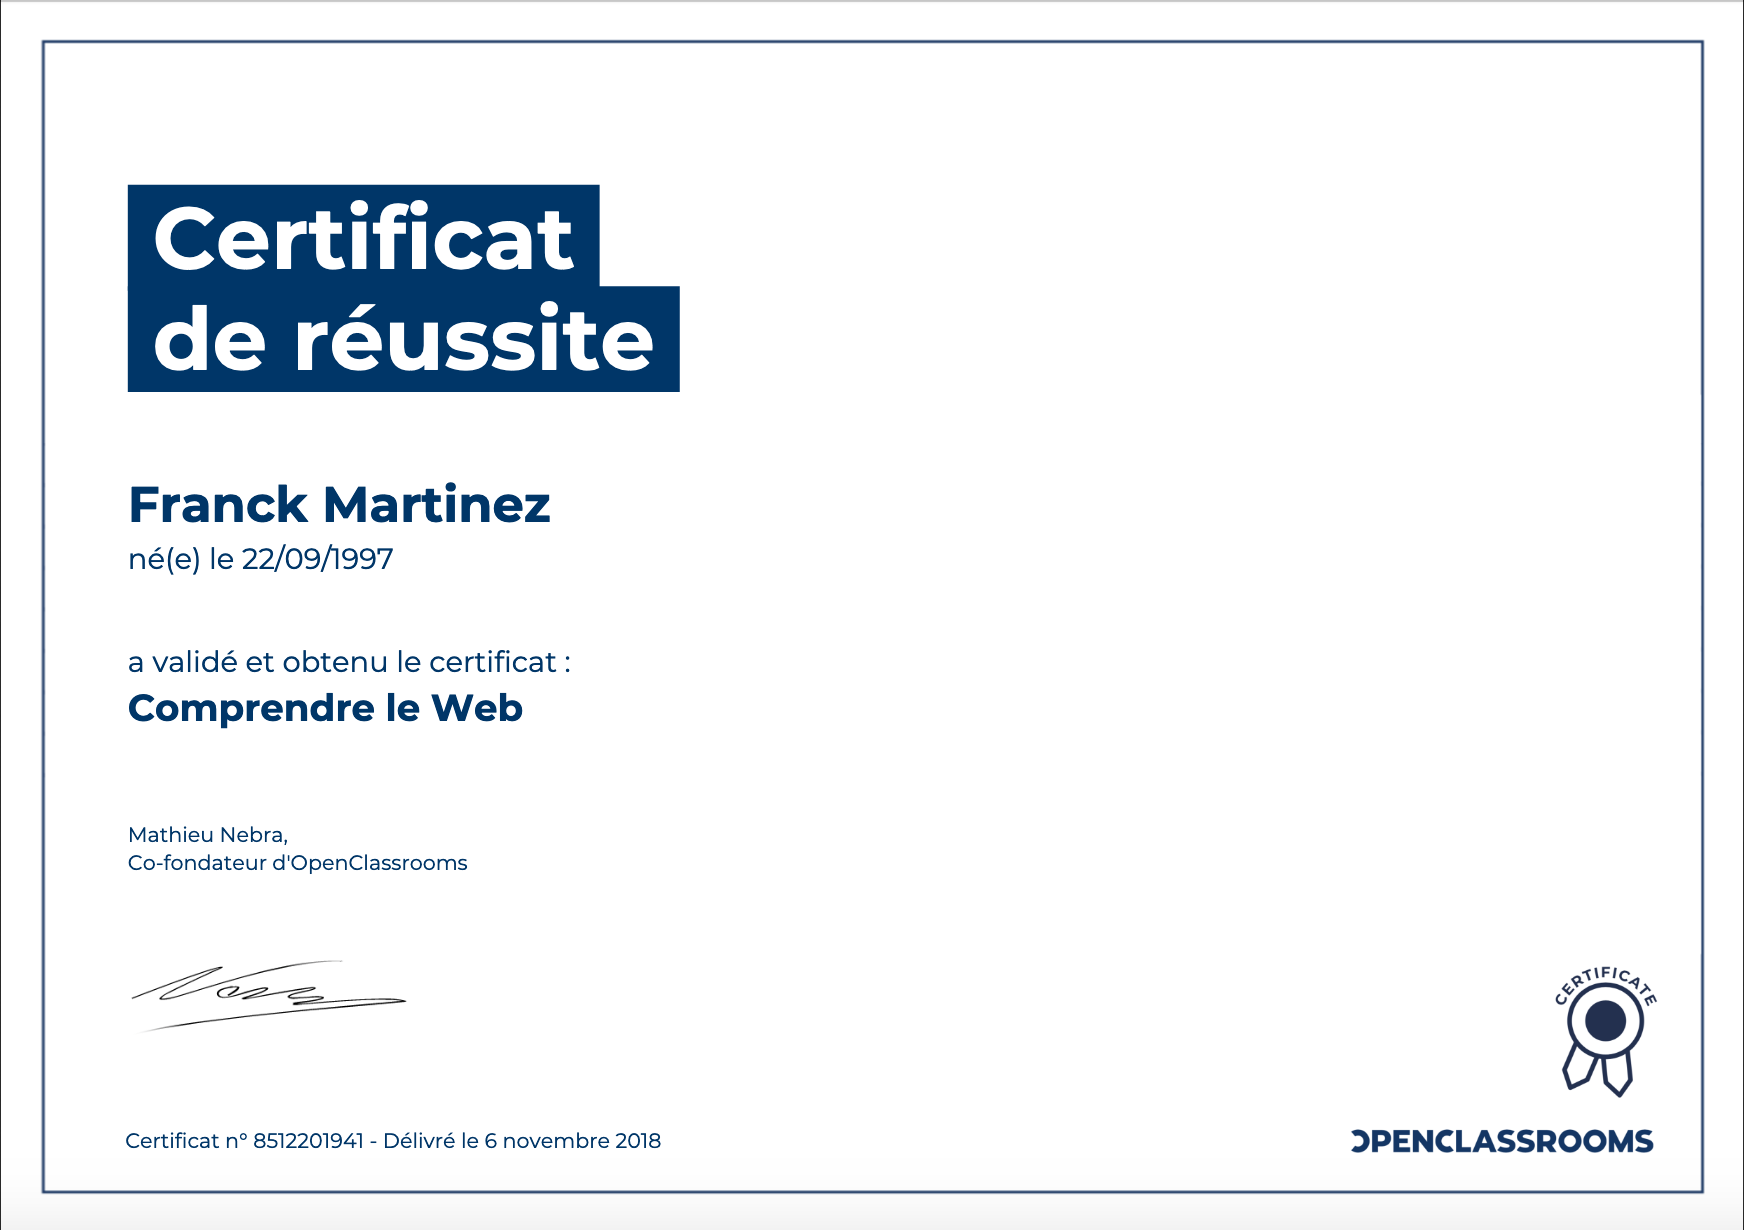 Certificat
de réussite
Franck Martinez
né(e) le 22/09/1997
a validé et obtenu le certificat :
Comprendre le Web
Mathieu Nebra,
Co-fondateur d'OpenClassrooms
CERTIFICATE
Certificat n° 8512201941 - Délivré le 6 novembre 2018
OPENCLASSROOMS